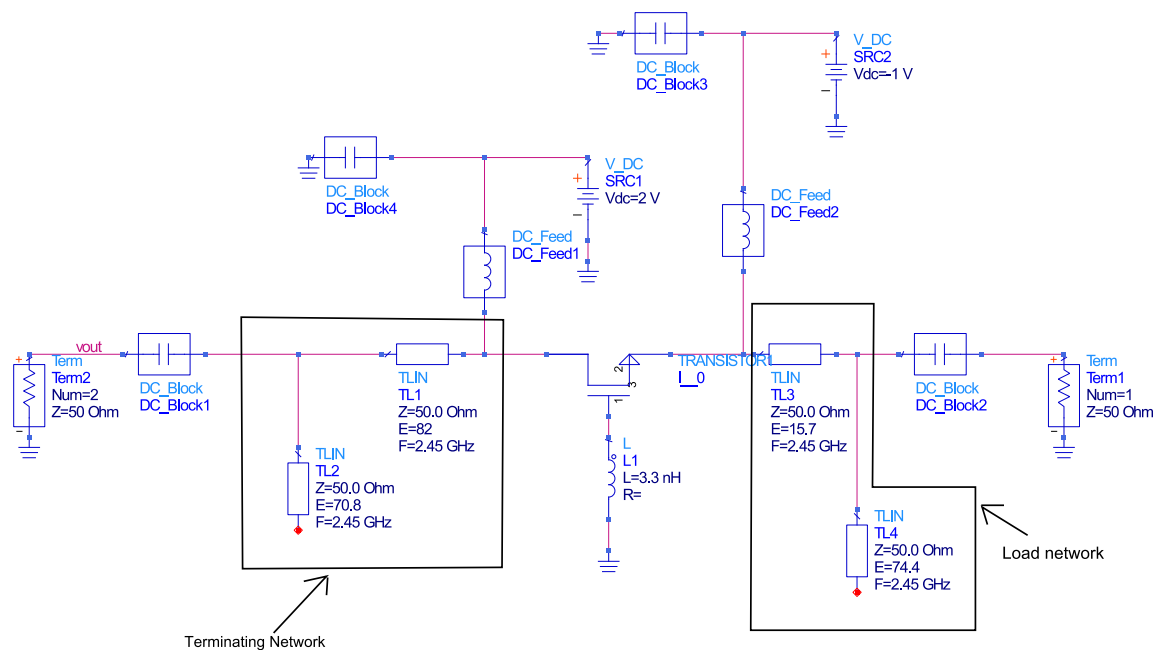 DC_Block
DC_Block3
V_DC
SRC2
Vdc=-1 V
+
–
DC_Block
DC_Block4
V_DC
SRC1
Vdc=2 V
+
–
DC_Feed
DC_Feed1
DC_Feed
DC_Feed2
vout
+
–
Term
Term2
Num=2
Z=50 Ohm
DC_Block
DC_Block1
TLIN
TL1
Z=50.0 Ohm
E=82
F=2.45 GHz
TLIN
TL2
Z=50.0 Ohm
E=70.8
F=2.45 GHz
2
3
1
TRANSISTOR1
I__0
L
L1
L=3.3 nH
R=
TLIN
TL3
Z=50.0 Ohm
E=15.7
F=2.45 GHz
DC_Block
DC_Block2
+
–
Term
Term1
Num=1
Z=50 Ohm
TLIN
TL4
Z=50.0 Ohm
E=74.4
F=2.45 GHz
Load network
Terminating Network